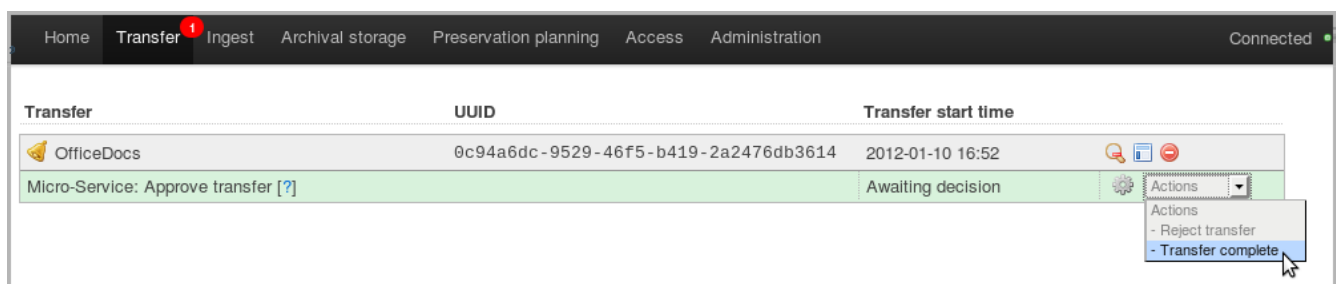 Home Transfer 1 Ingest Archival storage Preservation planning Access Administration Connected
Transfer UUID Transfer start time
OfficeDocs 0c94a6dc-9529-46f5-b419-2a2476db3614 2012-01-10 16:52
Micro-Service: Approve transfer [?] Awaiting decision Actions
Actions
- Reject transfer
- Transfer complete